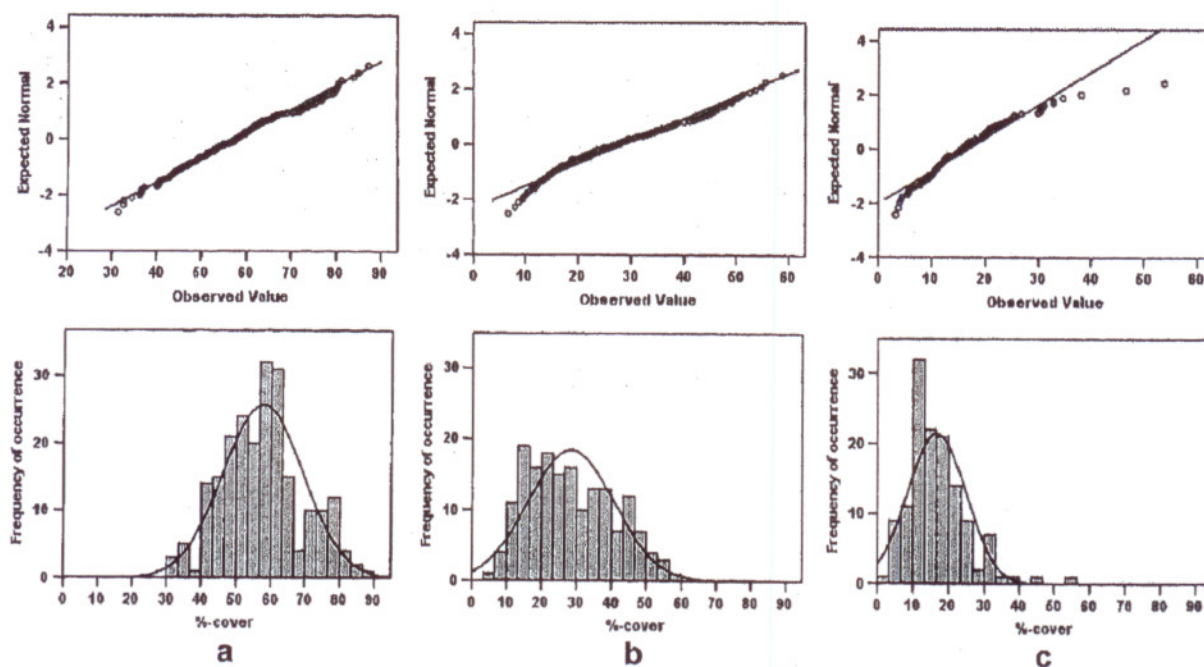 4
2
0
-2
-4
Expected Normal
20 30 40 50 60 70 80 90
Observed Value
4
2
0
-2
-4
Expected Normal
0 10 20 30 40 50 60
Observed Value
4
2
0
-2
-4
Expected Normal
0 10 20 30 40 50 60
Observed Value
30
20
10
0
Frequency of occurrence
0 10 20 30 40 50 60 70 80 90
%-cover
a
30
20
10
0
Frequency of occurrence
0 10 20 30 40 50 60 70 80 90
%-cover
b
30
20
10
0
Frequency of occurrence
0 10 20 30 40 50 60 70 80 90
%-cover
c